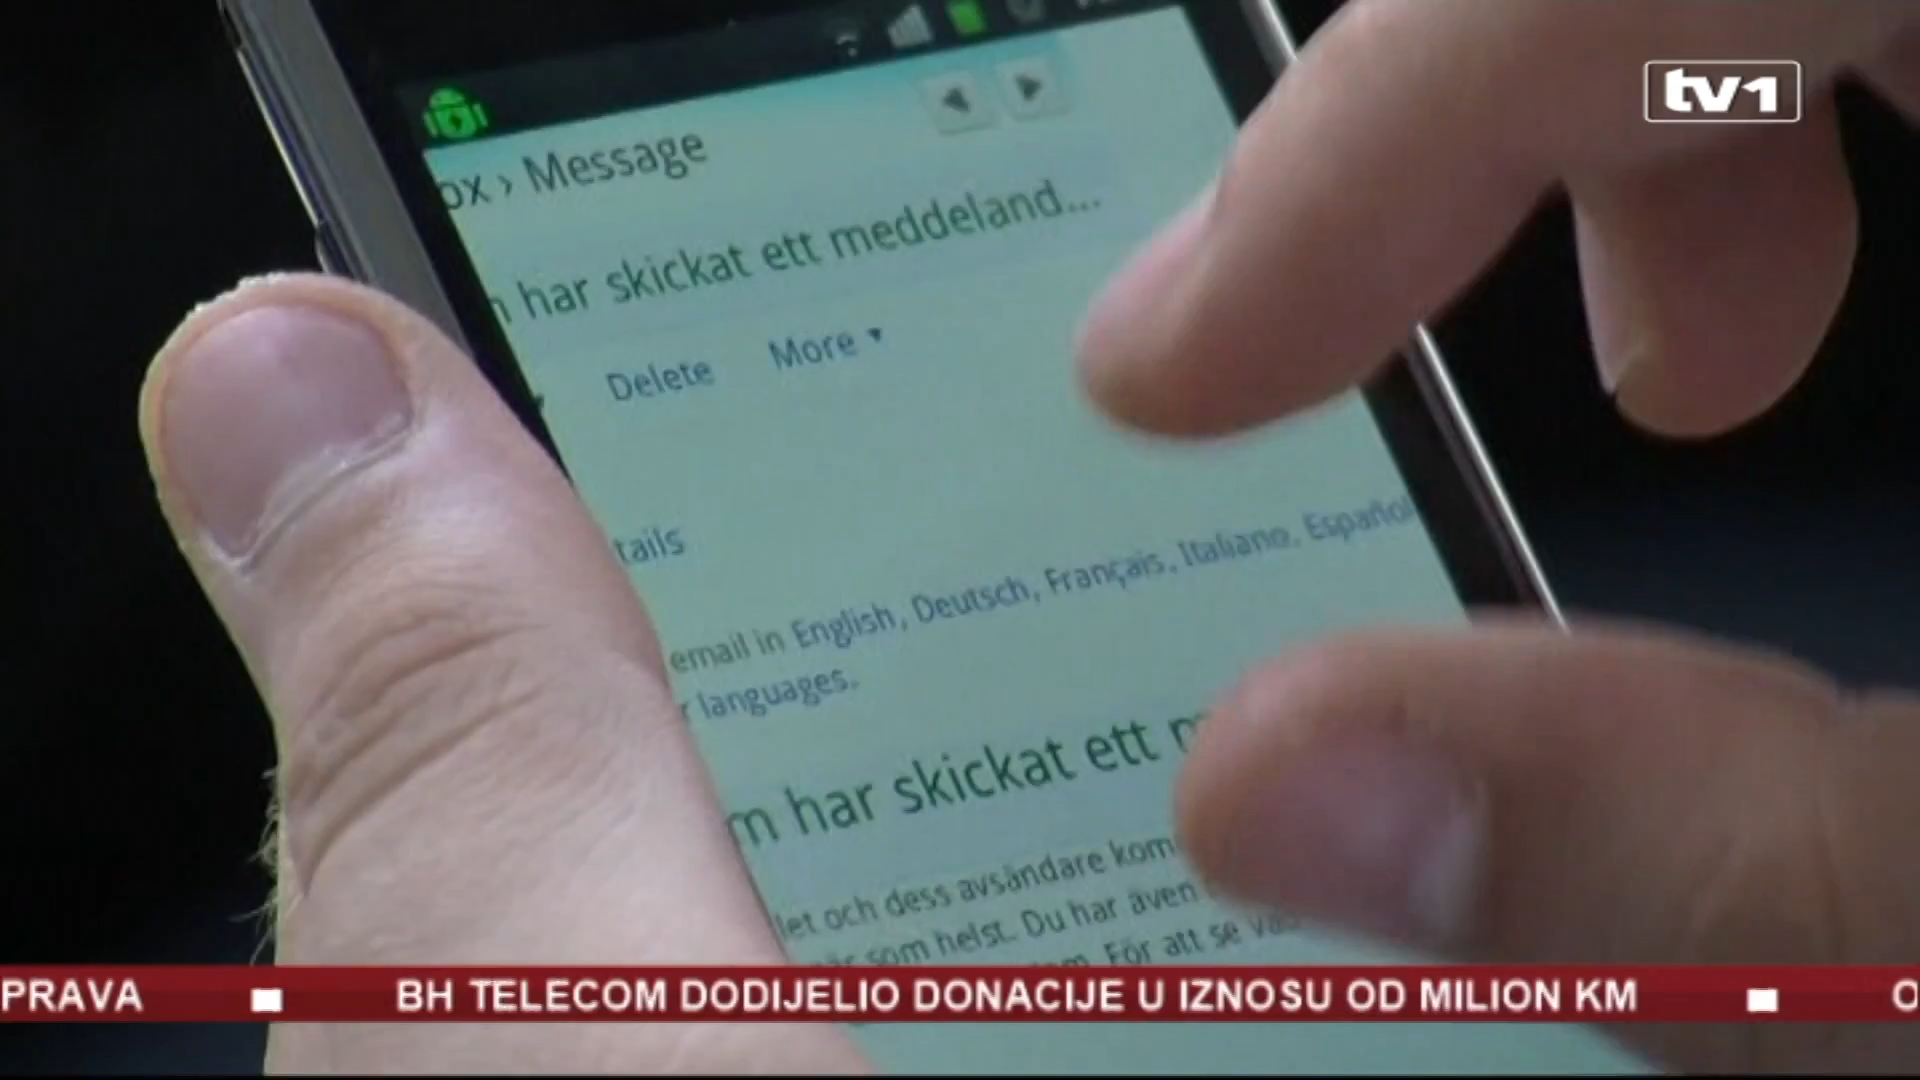 tv1
ox › Message
har skickat ett meddeland...
Delete More
tails
email in English, Deutsch, Français, Italiano, Español
languages.
har skickat ett
let och dess avsändare kom
som helst. Du har även
För att se
PRAVA ■ BH TELECOM DODIJELIO DONACIJE U IZNOSU OD MILION KM ■ O